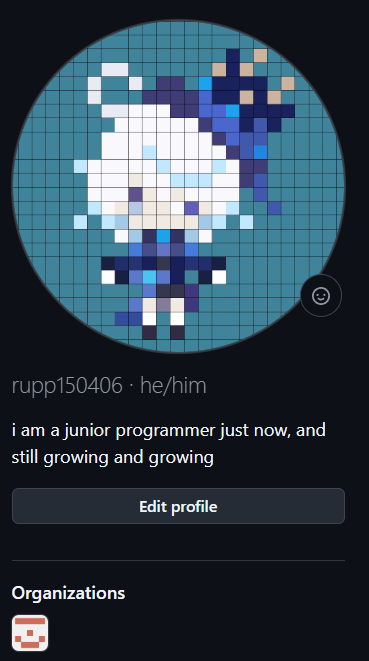 rupp150406 · he/him
i am a junior programmer just now, and
still growing and growing
Edit profile
Organizations